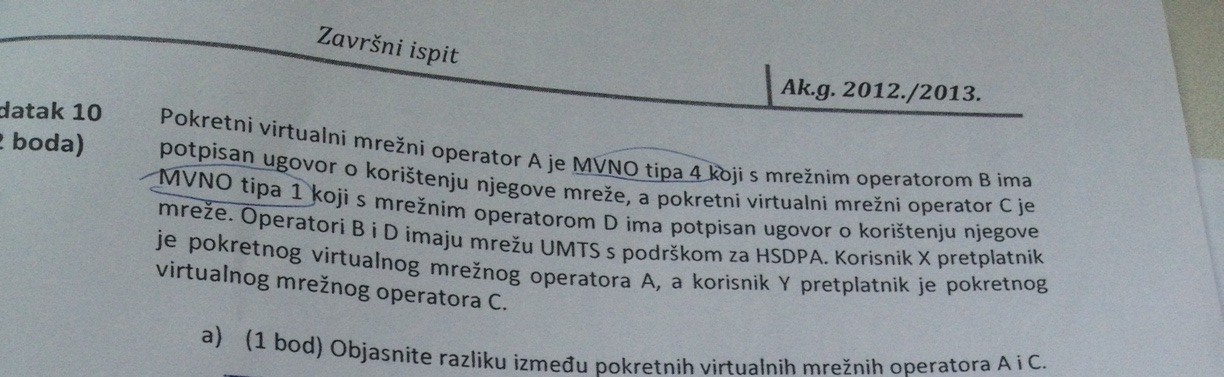 Završni ispit
Ak.g. 2012./2013.
datak 10
boda)
Pokretni virtualni mrežni operator A je MVNO tipa 4 koji s mrežnim operatorom B ima
potpisan ugovor o korištenju njegove mreže, a pokretni virtualni mrežni operator C je
MVNO tipa 1 koji s mrežnim operatorom D ima potpisan ugovor o korištenju njegove
mreže. Operatori B i D imaju mrežu UMTS s podrškom za HSDPA. Korisnik X pretplatnik
je pokretnog virtualnog mrežnog operatora A, a korisnik Y pretplatnik je pokretnog
virtualnog mrežnog operatora C.
a) (1 bod) Objasnite razliku između pokretnih virtualnih mrežnih operatora A i C.